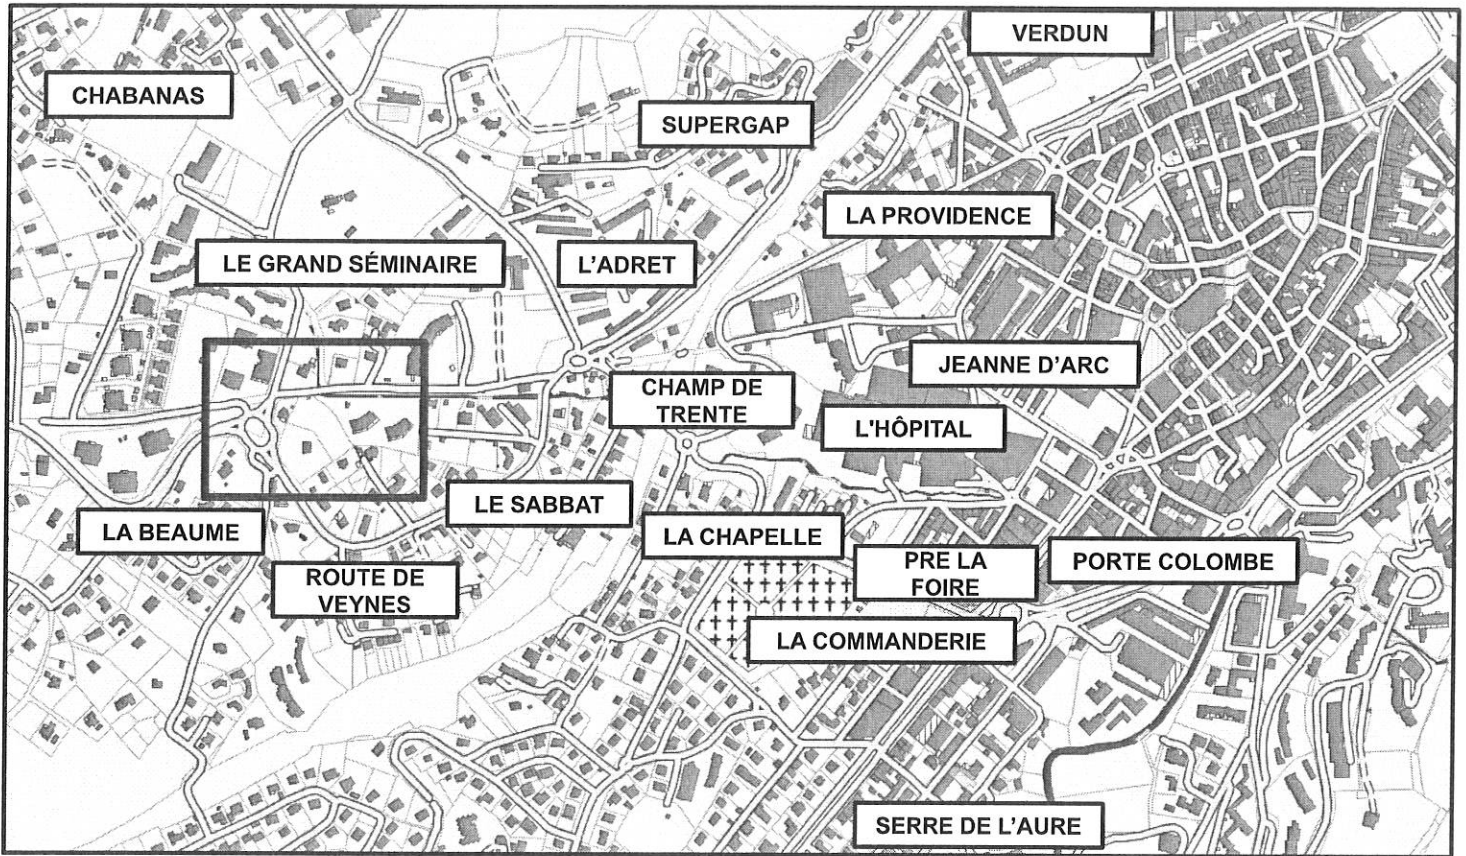 VERDUN
CHABANAS
SUPERGAP
LA PROVIDENCE
LE GRAND SÉMINAIRE
L’ADRET
JEANNE D’ARC
CHAMP DE
TRENTE
L'HÔPITAL
LE SABBAT
LA BEAUME
LA CHAPELLE
PRE LA
FOIRE
PORTE COLOMBE
ROUTE DE
VEYNES
LA COMMANDERIE
SERRE DE L’AURE